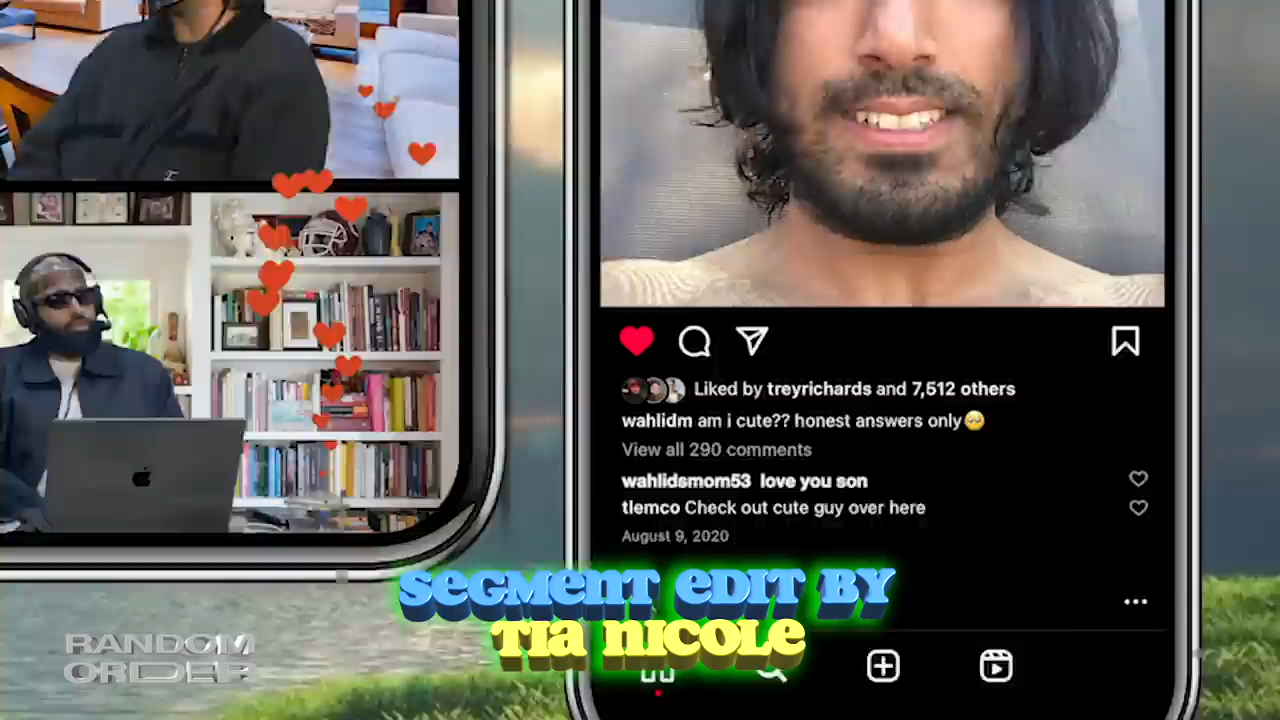 Liked by treyrichards and 7,512 others
wahlidm am i cute?? honest answers only🥺
View all 290 comments
wahlidsmom53 love you son
tlemco Check out cute guy over here
August 9, 2020
SEGMENT EDIT BY
TIA NICOLE
RANDOM
ORDER